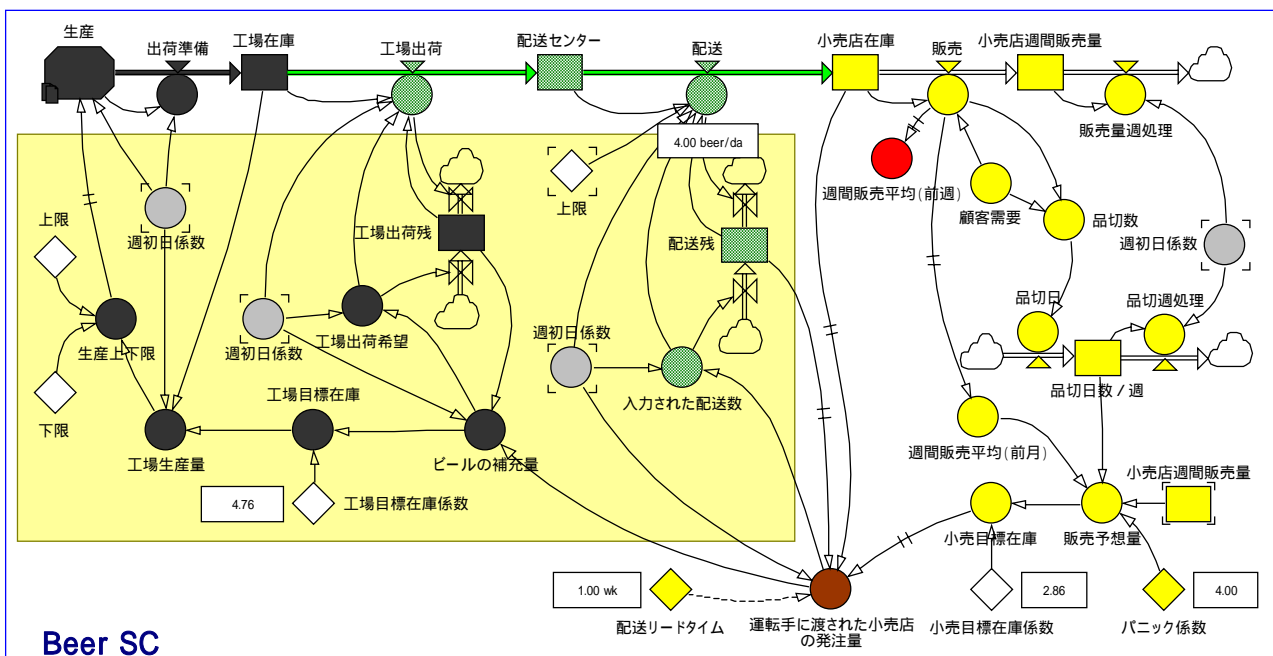 生産
出荷準備
工場在庫
工場出荷
配送センター
配送
小売店在庫
販売
小売店週間販売量
4.00 beer/da
販売量週処理
週間販売平均(前週)
顧客需要
品切数
週初日係数
上限
週初日係数
上限
工場出荷残
配送残
品切日
品切週処理
生産上下限
週初日係数
工場出荷希望
週初日係数
入力された配送数
品切日数/週
下限
工場目標在庫
工場生産量
ビールの補充量
週間販売平均(前月)
小売店週間販売量
4.76
工場目標在庫係数
小売目標在庫
販売予想量
1.00 wk
2.86
4.00
配送リードタイム
運転手に渡された小売店
の発注量
小売目標在庫係数
パニック係数
Beer SC